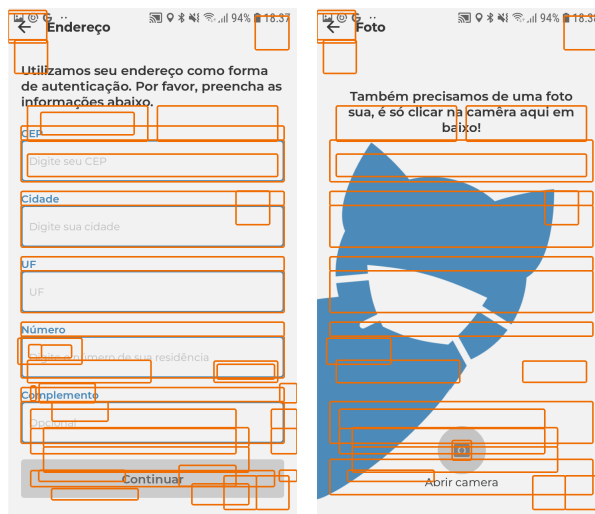 94% 18.37
Endereço
Utilizamos seu endereço como forma
de autenticação. Por favor, preencha as
informações abaixo.
CEP
Digite seu CEP
Cidade
Digite sua cidade
UF
UF
Número
Digite o número de sua residência
Complemento
Opcional
Continuar
94% 18.38
Foto
Também precisamos de uma foto
sua, é só clicar na camêra aqui em
baixo!
Abrir camera